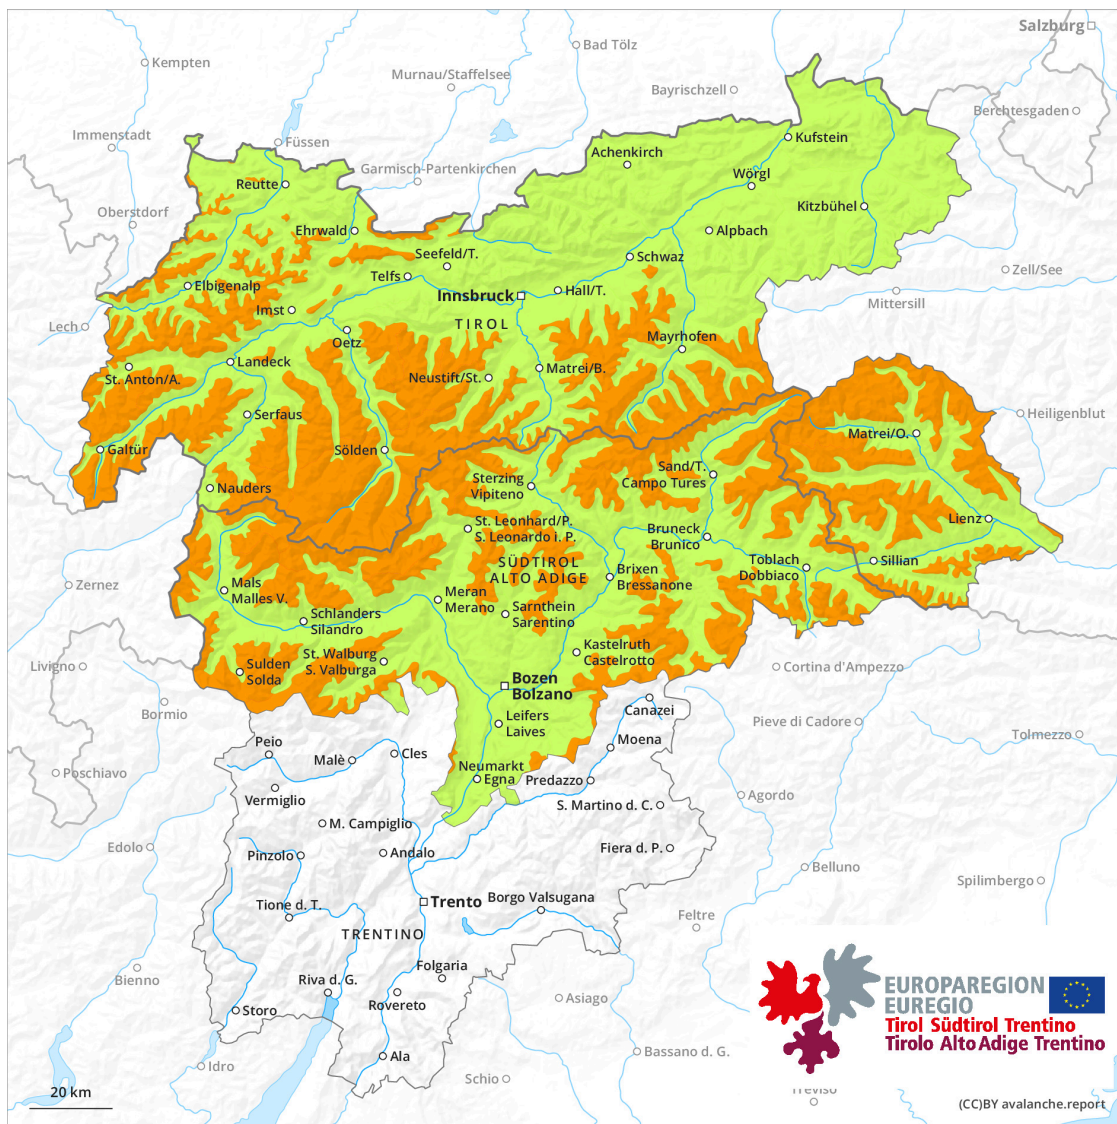 Salzburg
Bad Tölz
Kempten
Murnau/Staffelsee
Bayrischzell
Berchtesgaden
Immenstadt
Füssen
Kufstein
Achenkirch
Garmisch-Partenkirchen
Wörgl
Reutte
Kitzbühel
Oberstdorf
Ehrwald
Alpbach
Seefeld/T.
Schwaz
Zell/See
Telfs
Elbigenalp
Hall/T.
Innsbruck
Mittersill
Imst
TIROL
Lech
Oetz
Mayrhofen
Landeck
Matrei/B.
St. Anton/A.
Neustift/St.
Serfaus
Heiligenblut
Matrei/O.
Galtür
Sölden
Sand/T.
Campo Tures
Sterzing
Vipiteno
Nauders
Lienz
St. Leonhard/P.
S. Leonardo i. P.
Bruneck
Brunico
SÜDTIROL
ALTO ADIGE
Toblach
Dobbiaco
Sillian
Brixen
Bressanone
Zernez
Mals
Malles V.
Meran
Merano
Sarnthein
Sarentino
Schlanders
Silandro
Kastelruth
Castelrotto
St. Walburg
S. Valburga
Livigno
Sulden
Solda
Cortina d'Ampezzo
Bozen
Bolzano
Bormio
Canazei
Leifers
Laives
Pieve di Cadore
Tolmezzo
Peio
Moena
Cles
Malè
Poschiavo
Neumarkt
Egna
Predazzo
Vermiglio
Agordo
S. Martino d. C.
M. Campiglio
Edolo
Pinzolo
Andalo
Fiera d. P.
Belluno
Spilimbergo
Trento
Borgo Valsugana
Tione d. T.
Feltre
TRENTINO
Folgaria
Bienno
Riva d. G.
Rovereto
Asiago
Storo
EUROPAREGION
EUREGIO
Tirol Südtirol Trentino
Tirolo Alto Adige Trentino
Ala
Bassano d. G.
Idro
Schio
Treviso
20 km
(CC)BY avalanche.report